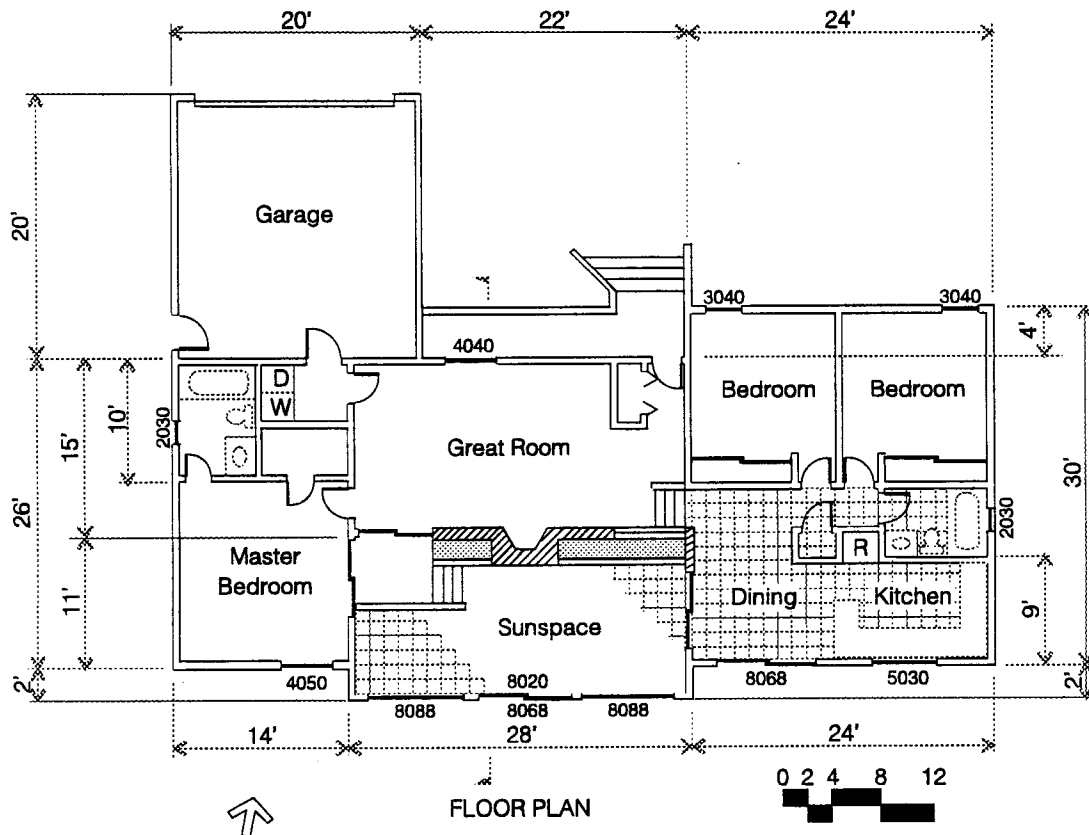 20' 22' 24'
20'
Garage
3040 3040
4'
4040
D
W
Bedroom Bedroom
2030
10'
15'
26'
Great Room
30'
2030
Master
Bedroom
11'
R
Dining Kitchen
9'
Sunspace
2'
4050
8020
8088 8068 8088
8068 5030
2'
14' 28' 24'
0 2 4 8 12
FLOOR PLAN